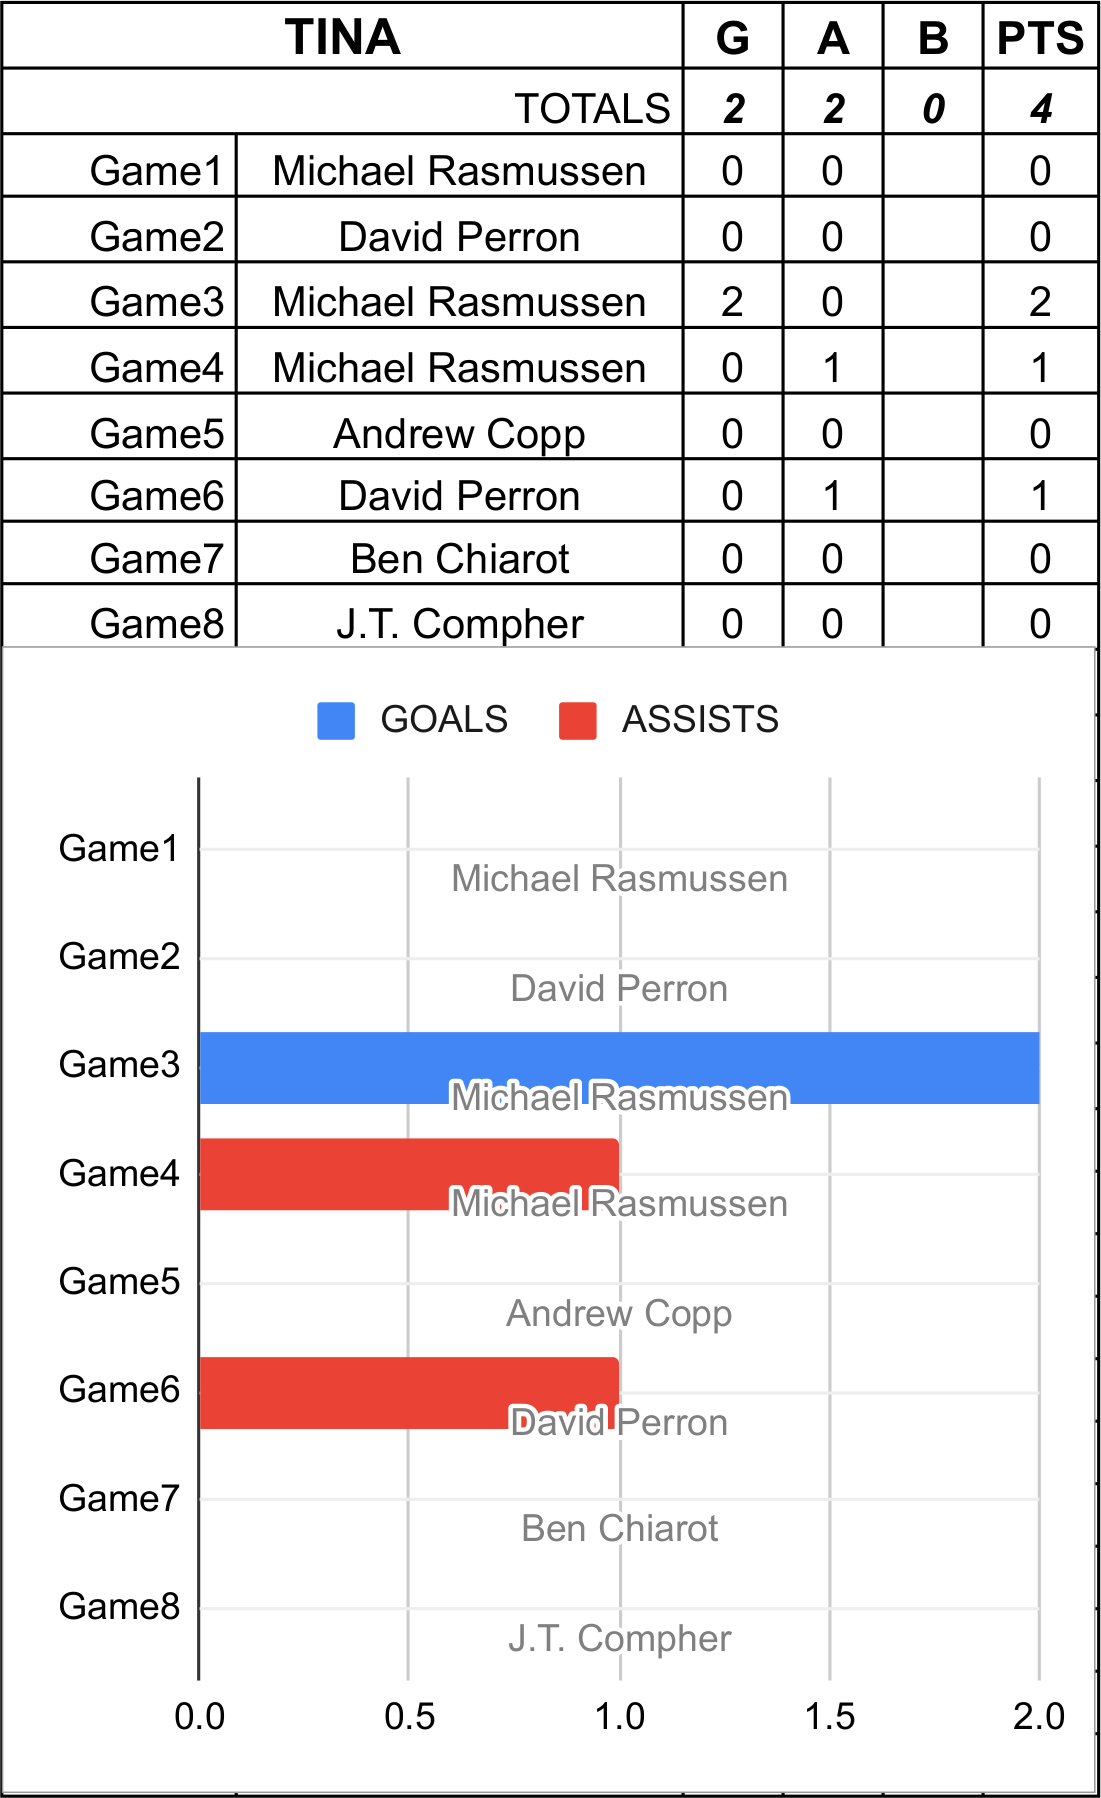 TINA G A B PTS
TOTALS 2 2 0 4
Game1 Michael Rasmussen 0 0 0
Game2 David Perron 0 0 0
Game3 Michael Rasmussen 2 0 2
Game4 Michael Rasmussen 0 1 1
Game5 Andrew Copp 0 0 0
Game6 David Perron 0 1 1
Game7 Ben Chiarot 0 0 0
Game8 J.T. Compher 0 0 0
GOALS ASSISTS
Game1
Michael Rasmussen
Game2
David Perron
Game3
Michael Rasmussen
Game4
Michael Rasmussen
Game5
Andrew Copp
Game6
David Perron
Game7
Ben Chiarot
Game8
J.T. Compher
0.0 0.5 1.0 1.5 2.0